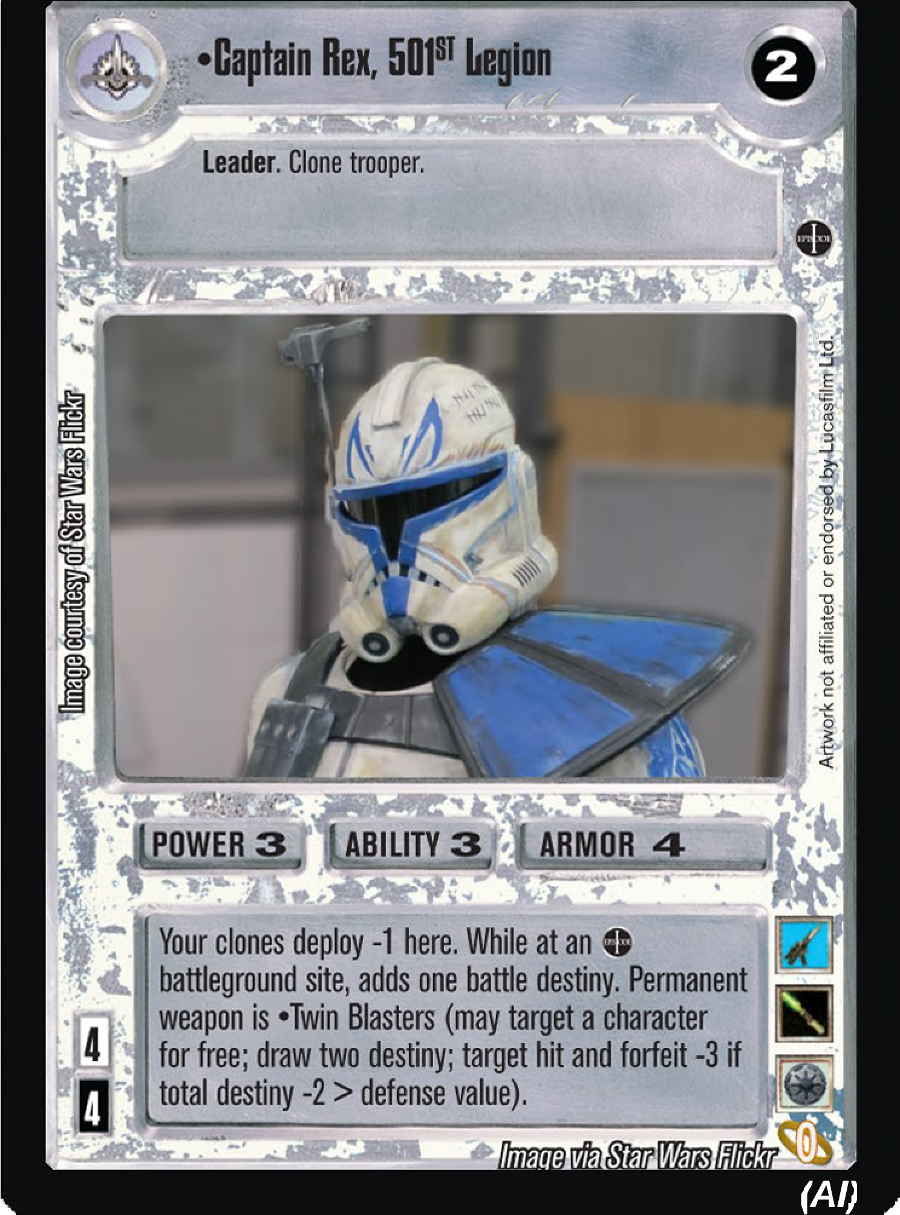 •Captain Rex, 501ST Legion
2
Leader. Clone trooper.
EPISODE I
Image courtesy of Star Wars Flickr
Artwork not affiliated or endorsed by Lucasfilm Ltd.
POWER 3 ABILITY 3 ARMOR 4
Your clones deploy -1 here. While at an EPISODE I
battleground site, adds one battle destiny. Permanent
weapon is •Twin Blasters (may target a character
for free; draw two destiny; target hit and forfeit -3 if
total destiny -2 > defense value).
4
4
0
Image via Star Wars Flickr
(AI)